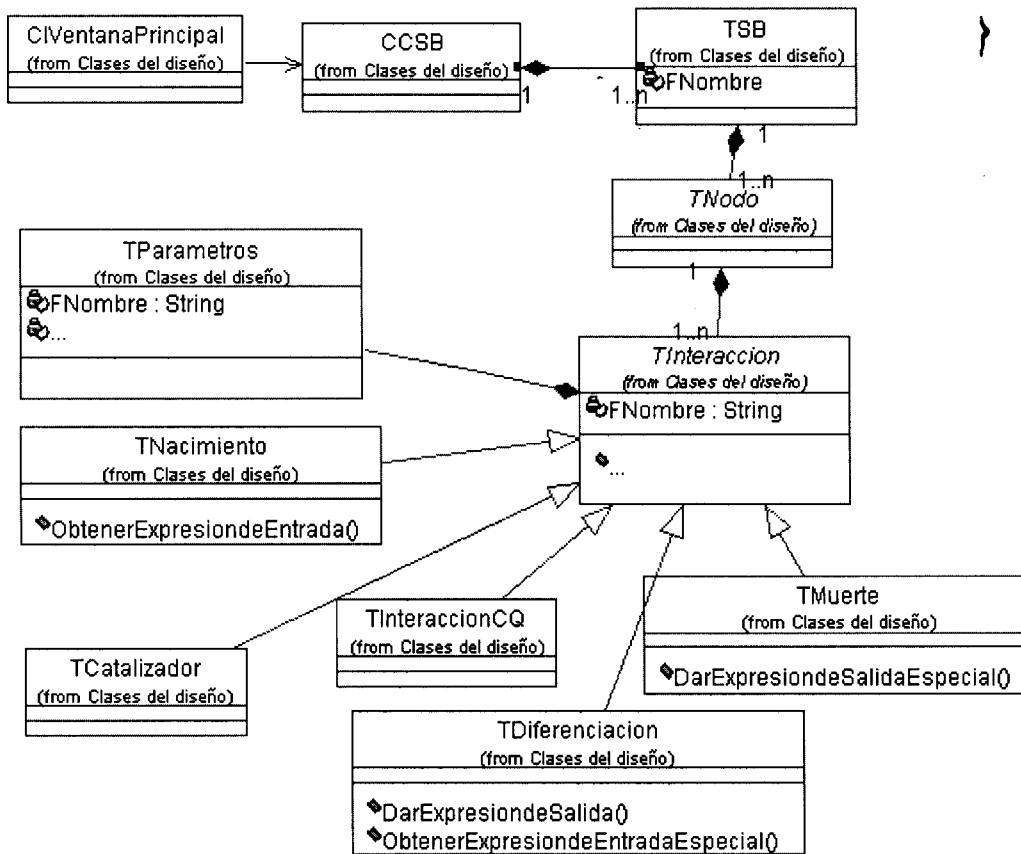 CIVentanaPrincipal
(from Clases del diseño)
CCSB
(from Clases del diseño)
1
1..n
TSB
(from Clases del diseño)
FNombre
1
1..n
TNodo
(from Clases del diseño)
1
1..n
TParametros
(from Clases del diseño)
FNombre : String
...
TInteraccion
(from Clases del diseño)
FNombre : String
...
TNacimiento
(from Clases del diseño)
ObtenerExpresiondeEntrada()
TCatalizador
(from Clases del diseño)
TInteraccionCQ
(from Clases del diseño)
TMuerte
(from Clases del diseño)
DarExpresiondeSalidaEspecial()
TDiferenciacion
(from Clases del diseño)
DarExpresiondeSalida()
ObtenerExpresiondeEntradaEspecial()